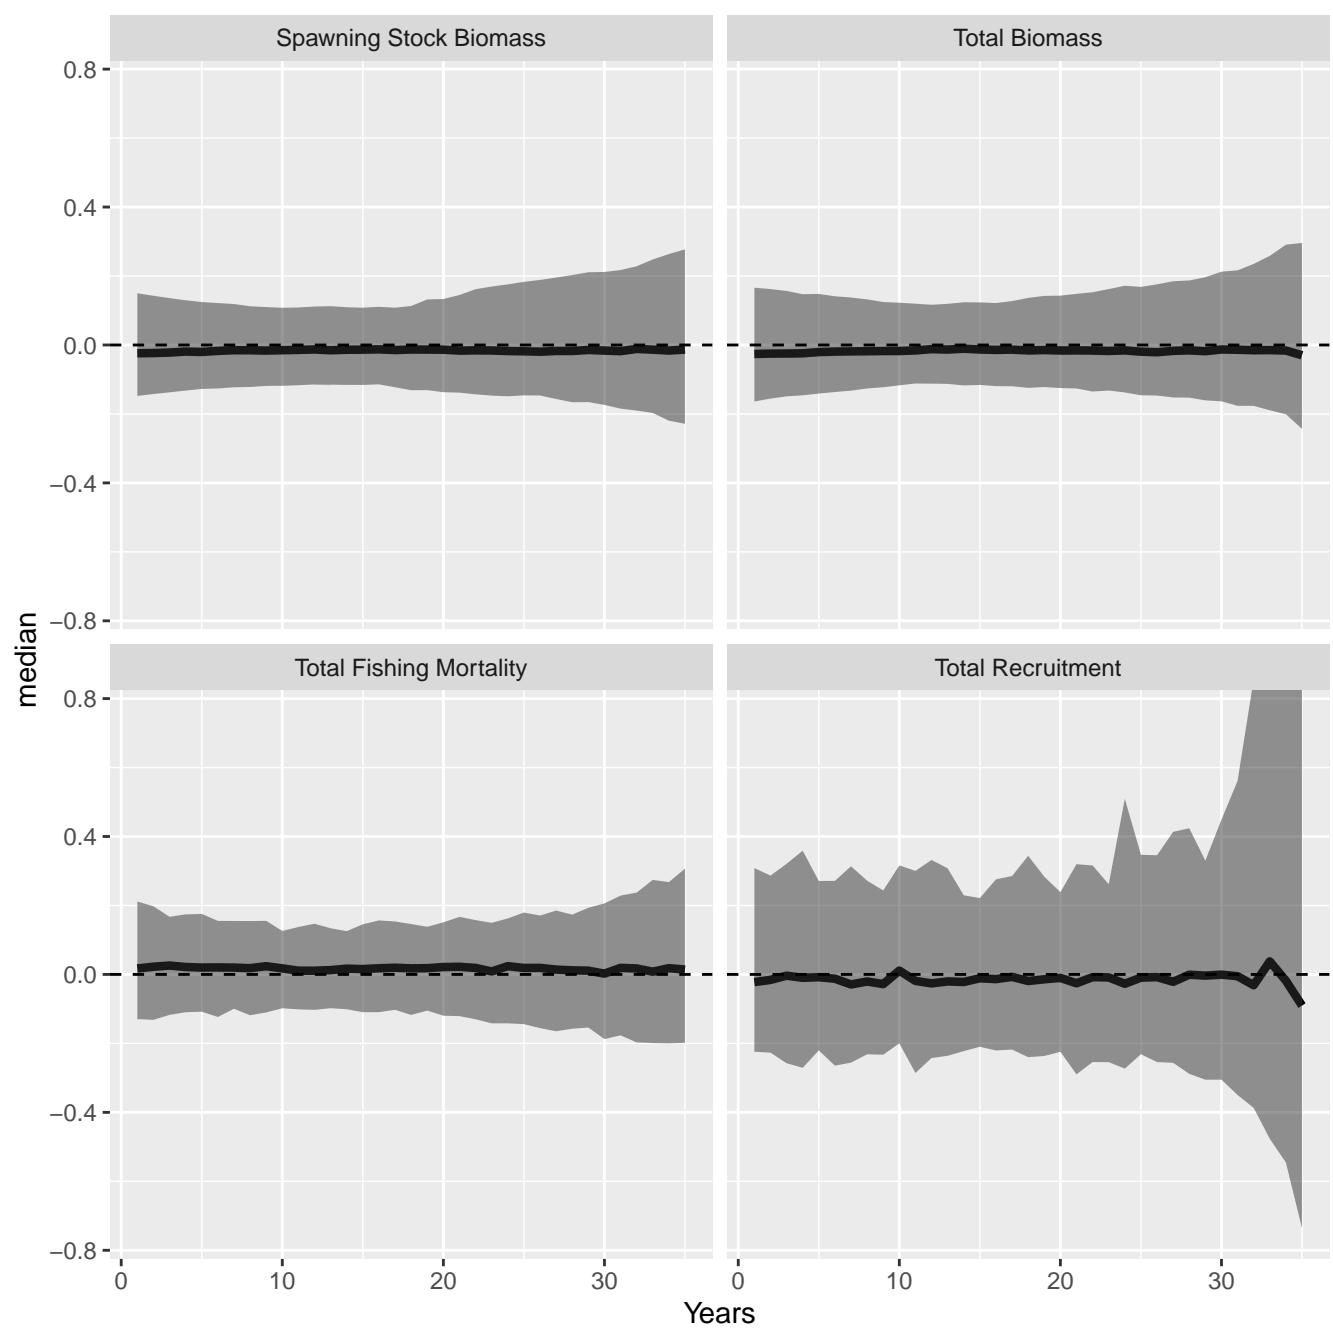 Spawning Stock Biomass
Total Biomass
0.8
0.4
0.0
−0.4
−0.8
median
Total Fishing Mortality
Total Recruitment
0.8
0.4
0.0
−0.4
−0.8
0 10 20 30
0 10 20 30
Years